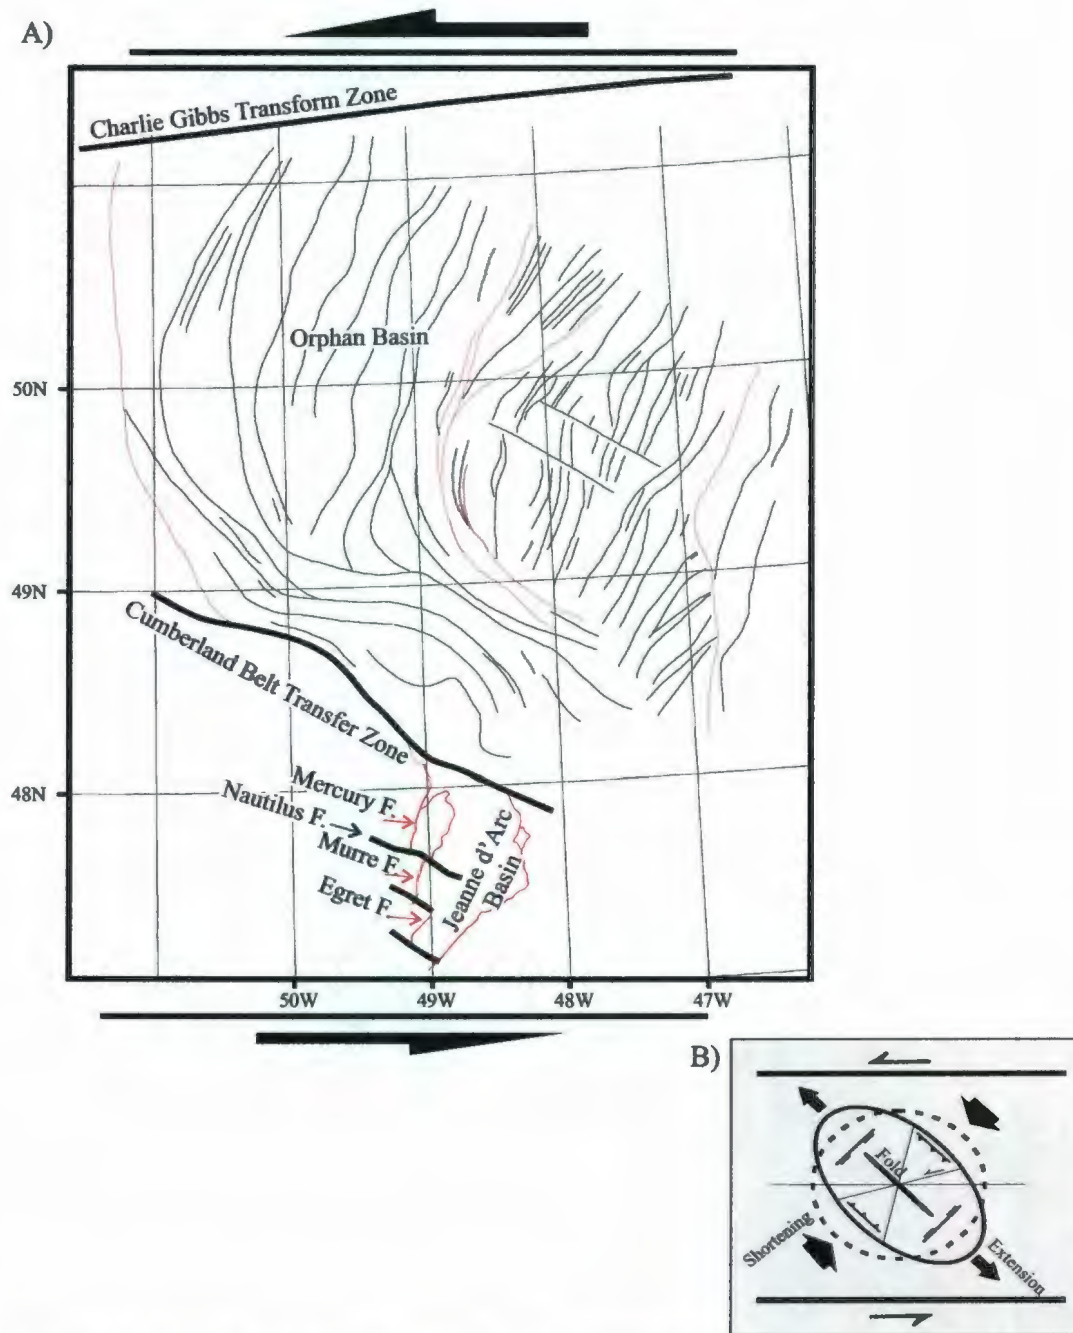 A)
Charlie Gibbs Transform Zone
Orphan Basin
50N
49N
Cumberland Belt Transfer Zone
48N
Mercury F.
Nautilus F.
Murre F.
Egret F.
Jeanne d'Arc
Basin
50W
49W
48W
47W
B)
Fold
Shortening
Extension